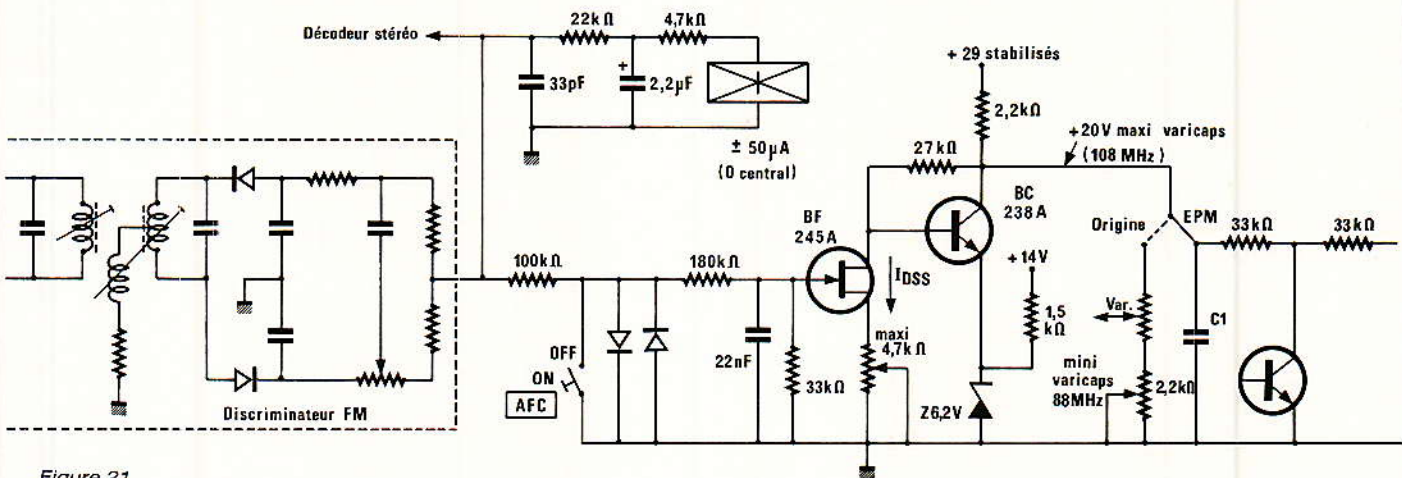 Décodeur stéréo
22kΩ
4,7kΩ
33pF
+
2,2µF
± 50µA
(0 central)
+ 29 stabilisés
2,2kΩ
+20V maxi varicaps
(108 MHz)
27kΩ
BC
238A
BF
245A
IDSS
Origine
EPM
33kΩ
33kΩ
100kΩ
180kΩ
+14V
1,5
kΩ
Var.
C1
OFF
ON
AFC
22nF
33kΩ
maxi
4,7kΩ
Z6,2V
mini
varicaps
88MHz
2,2kΩ
Discriminateur FM
Figure 21